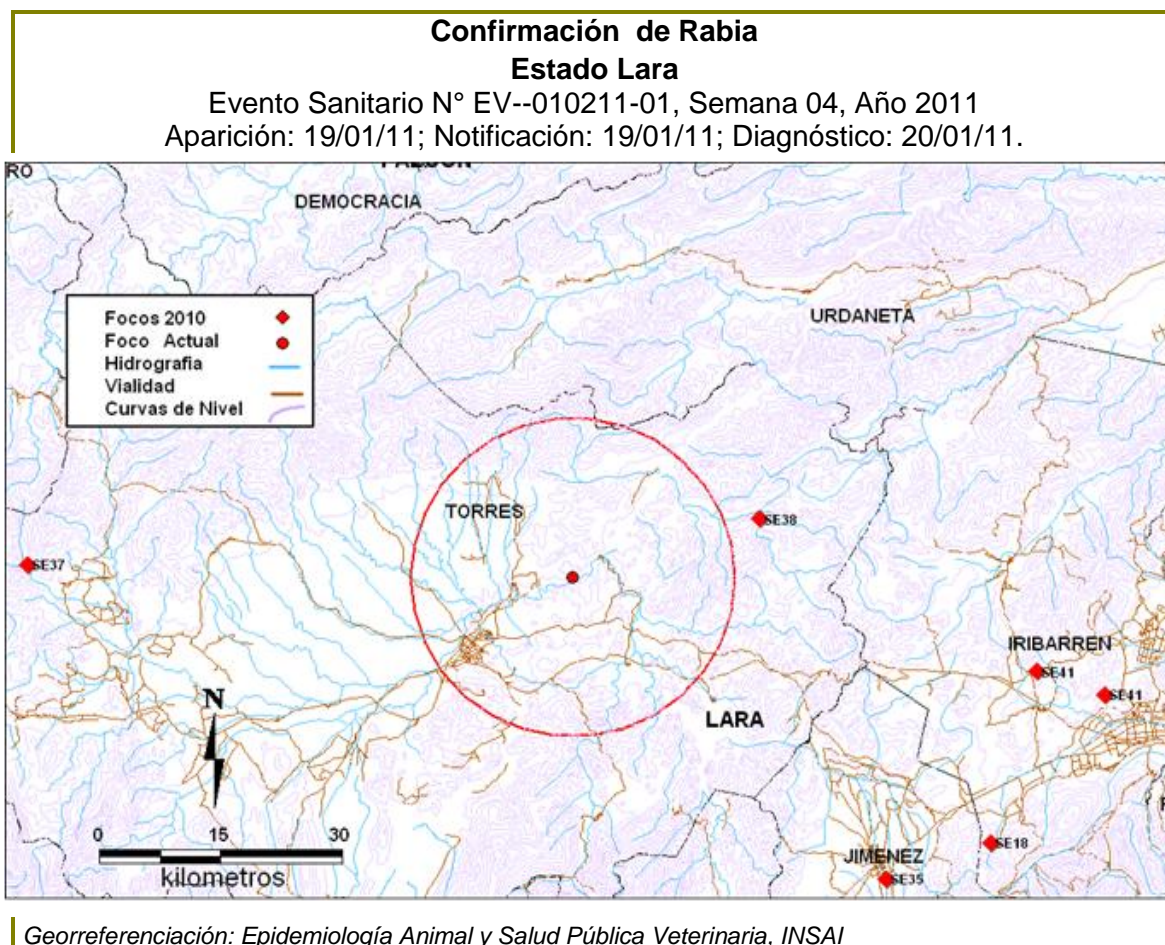 Confirmación de Rabia
Estado Lara
Evento Sanitario N° EV--010211-01, Semana 04, Año 2011
Aparición: 19/01/11; Notificación: 19/01/11; Diagnóstico: 20/01/11.
RO
DEMOCRACIA
Focos 2010
Foco Actual
Hidrografia
Vialidad
Curvas de Nivel
URDANETA
TORRES
SE38
SE37
IRIBARREN
SE41
SE41
LARA
N
0 15 30
kilometros
SE18
JIMENEZ
SE35
Georreferenciación: Epidemiología Animal y Salud Pública Veterinaria, INSAI